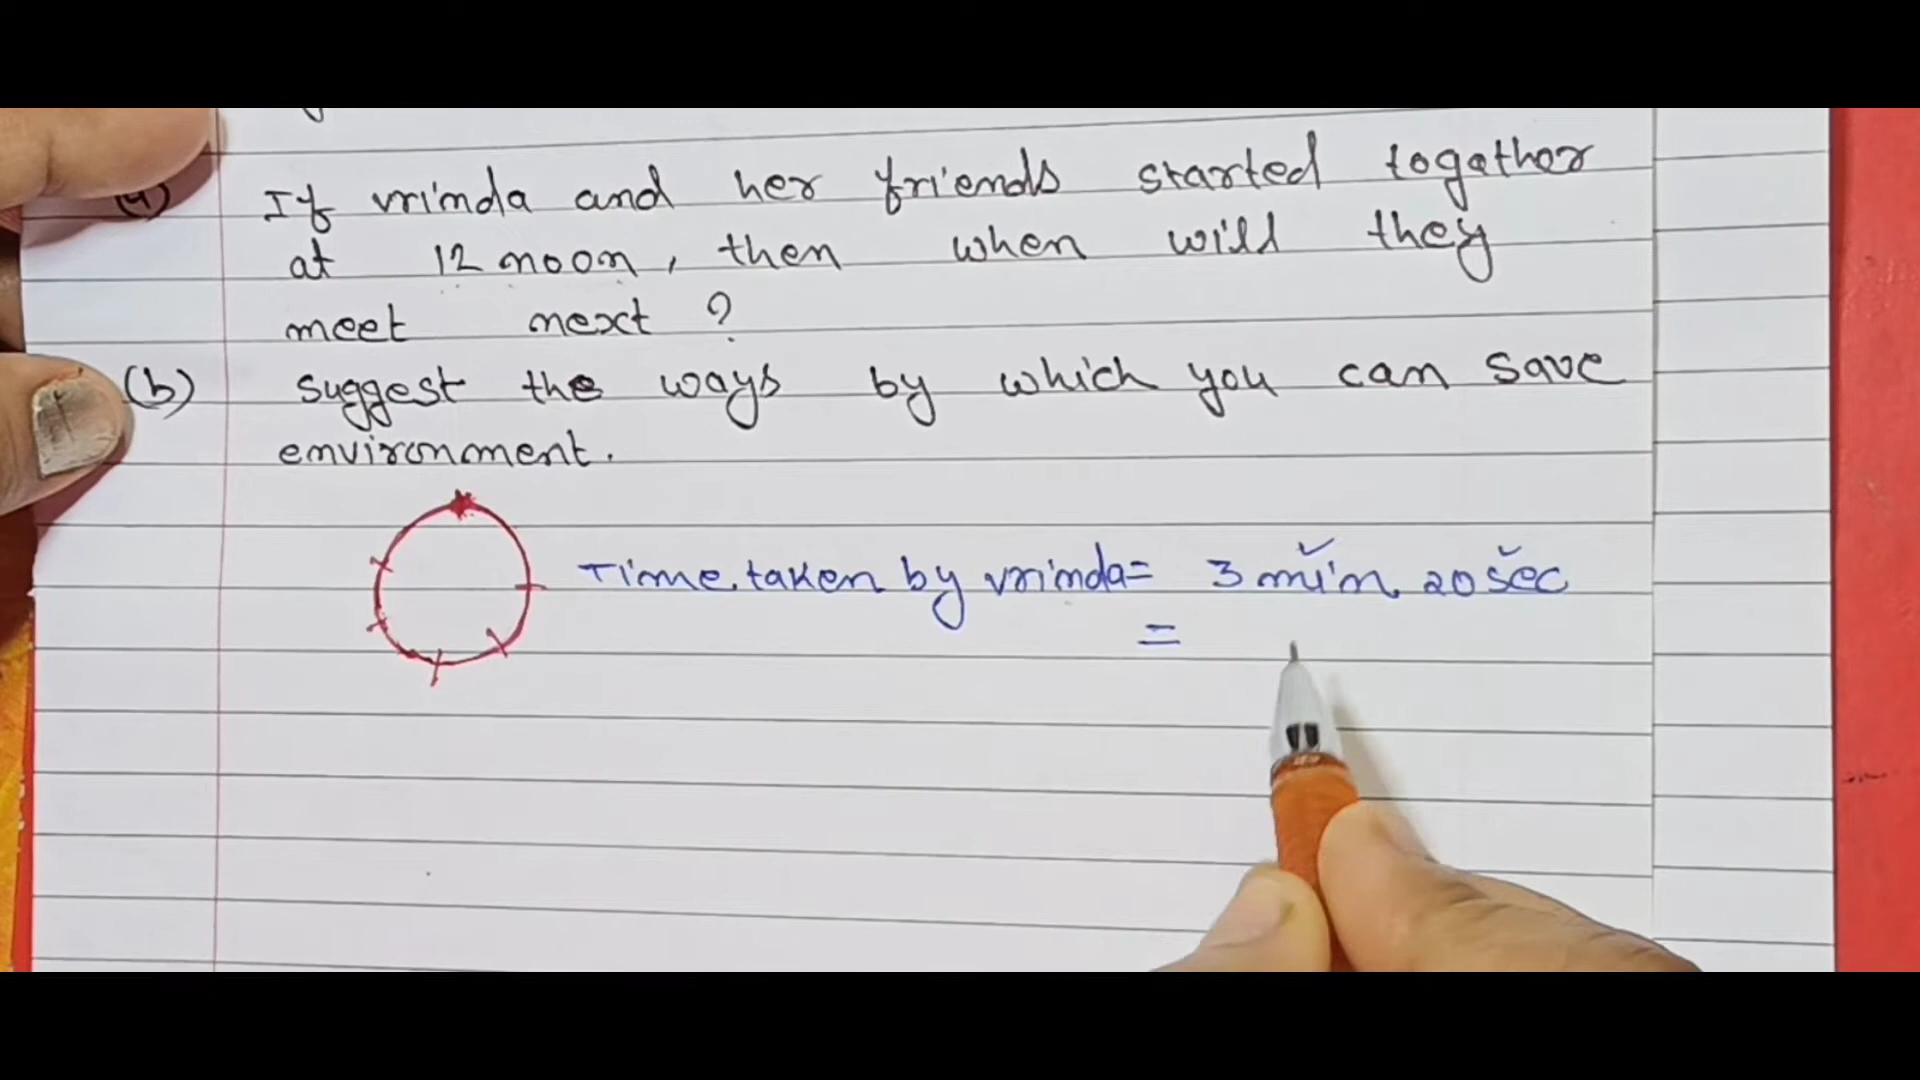 (a) If vrinda and her friends started togather
at 12 noon, then when will they
meet next ?
(b) suggest the ways by which you can save
environment.
Time taken by vrinda = 3 min 20 sec
=